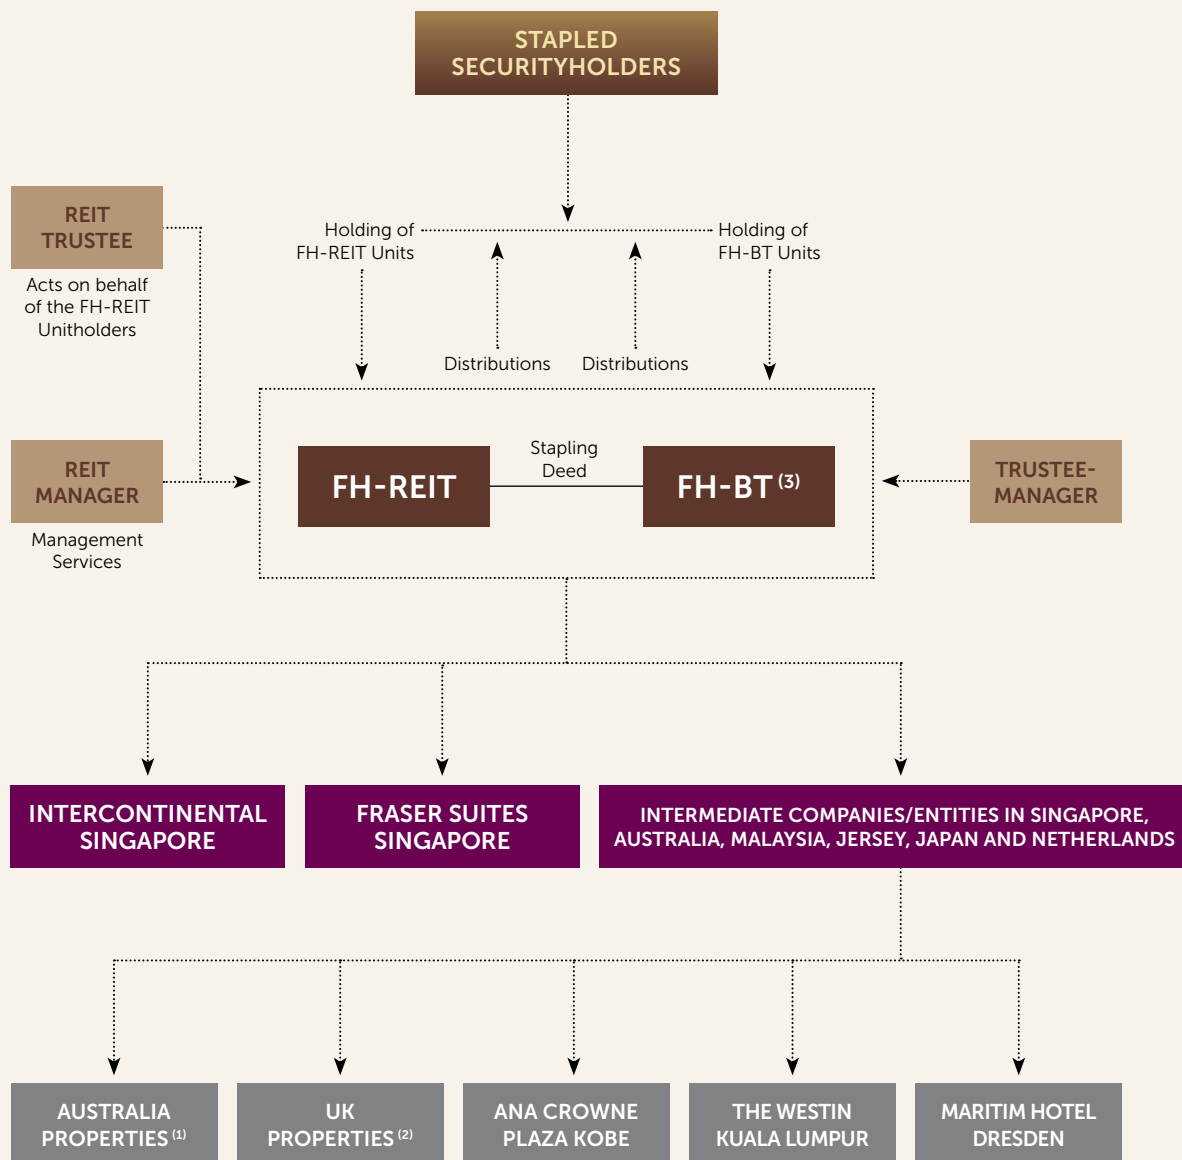 STAPLED
SECURITYHOLDERS
REIT
TRUSTEE
Acts on behalf
of the FH-REIT
Unitholders
Holding of
FH-REIT Units
Holding of
FH-BT Units
Distributions
Distributions
REIT
MANAGER
Management
Services
FH-REIT
Stapling
Deed
FH-BT (3)
TRUSTEE-
MANAGER
INTERCONTINENTAL
SINGAPORE
FRASER SUITES
SINGAPORE
INTERMEDIATE COMPANIES/ENTITIES IN SINGAPORE,
AUSTRALIA, MALAYSIA, JERSEY, JAPAN AND NETHERLANDS
AUSTRALIA
PROPERTIES (1)
UK
PROPERTIES (2)
ANA CROWNE
PLAZA KOBE
THE WESTIN
KUALA LUMPUR
MARITIM HOTEL
DRESDEN